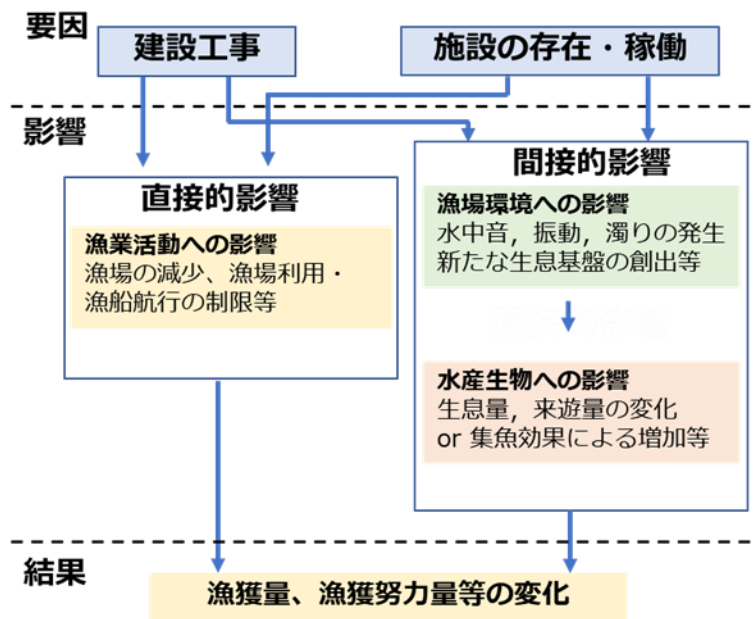 要因
建設工事
施設の存在・稼働
影響
直接的影響
漁業活動への影響
漁場の減少、漁場利用・
漁船航行の制限等
間接的影響
漁場環境への影響
水中音，振動，濁りの発生
新たな生息基盤の創出等
水産生物への影響
生息量，来遊量の変化
or 集魚効果による増加等
結果
漁獲量、漁獲努力量等の変化